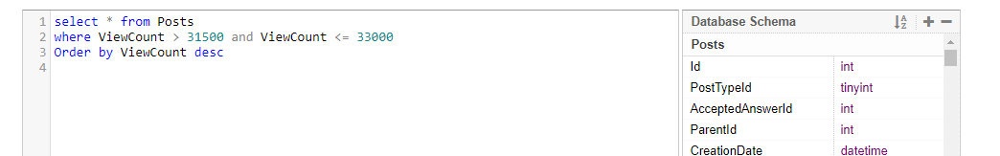 1 select * from Posts
2 where ViewCount > 31500 and ViewCount <= 33000
3 Order by ViewCount desc
4
Database Schema
Posts
Id int
PostTypeId tinyint
AcceptedAnswerId int
ParentId int
CreationDate datetime